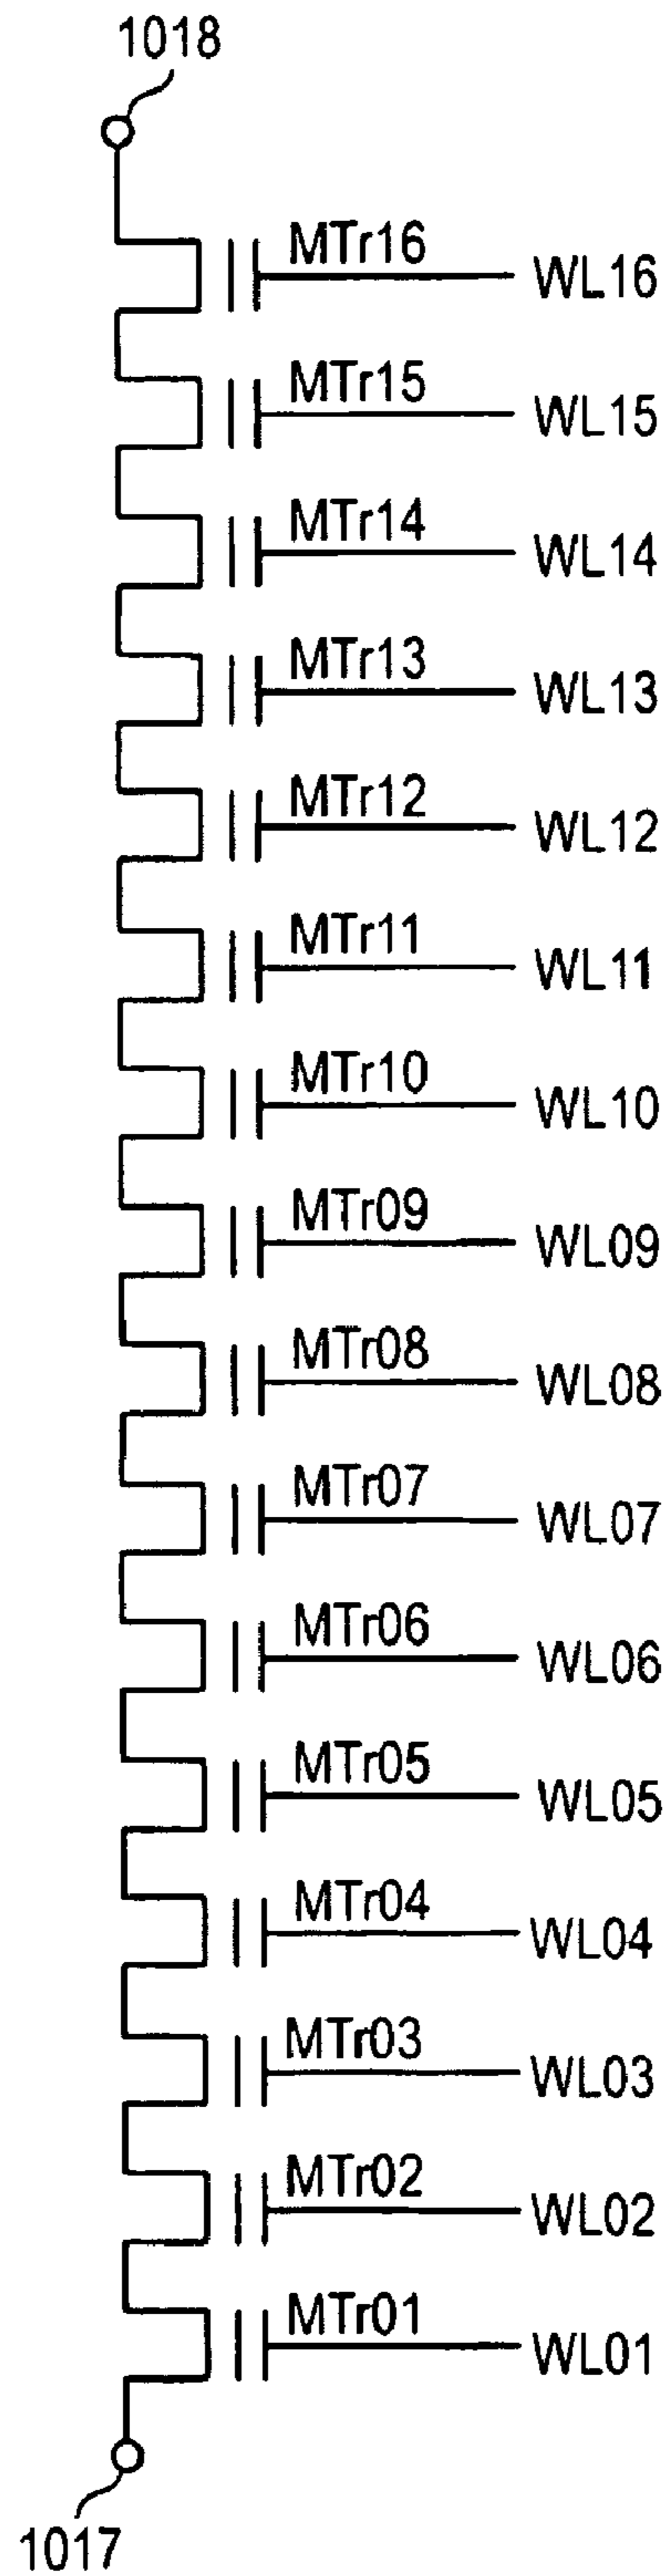 1018
MTr16 WL16
MTr15 WL15
MTr14 WL14
MTr13 WL13
MTr12 WL12
MTr11 WL11
MTr10 WL10
MTr09 WL09
MTr08 WL08
MTr07 WL07
MTr06 WL06
MTr05 WL05
MTr04 WL04
MTr03 WL03
MTr02 WL02
MTr01 WL01
1017